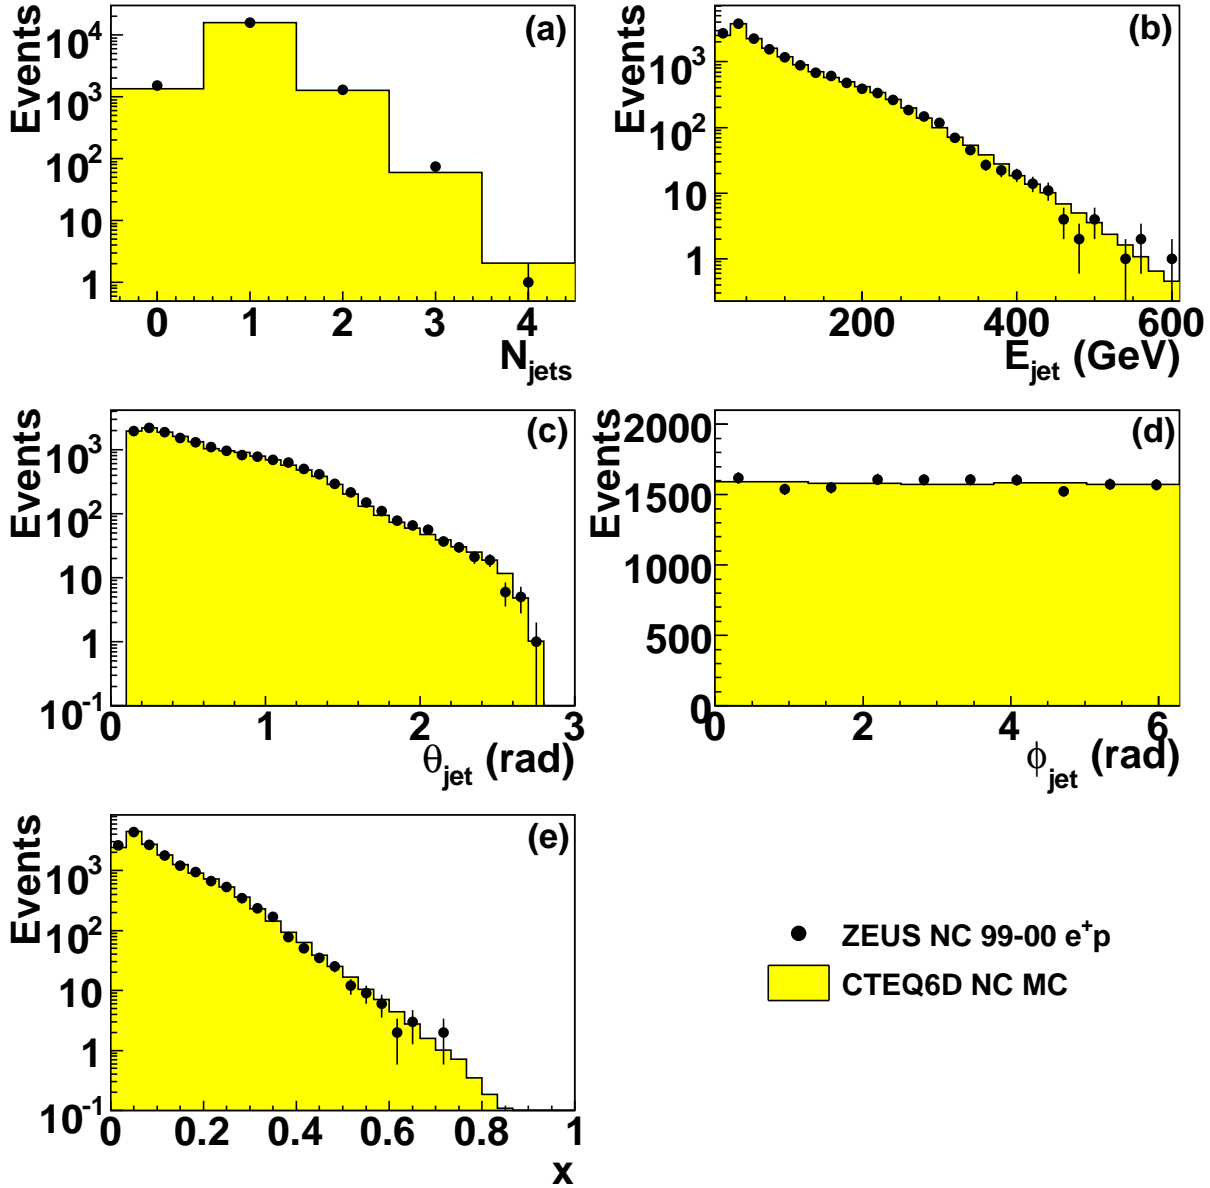 Events
(a)
10^4
10^3
10^2
10
1
0 1 2 3 4
N_jets
Events
(b)
10^3
10^2
10
1
200 400 600
E_jet (GeV)
Events
(c)
10^3
10^2
10
1
10^-1
0 1 2 3
θ_jet (rad)
Events
(d)
2000
1500
1000
500
0
0 2 4 6
ϕ_jet (rad)
Events
(e)
10^3
10^2
10
1
10^-1
0 0.2 0.4 0.6 0.8 1
x
ZEUS NC 99-00 e^+p
CTEQ6D NC MC